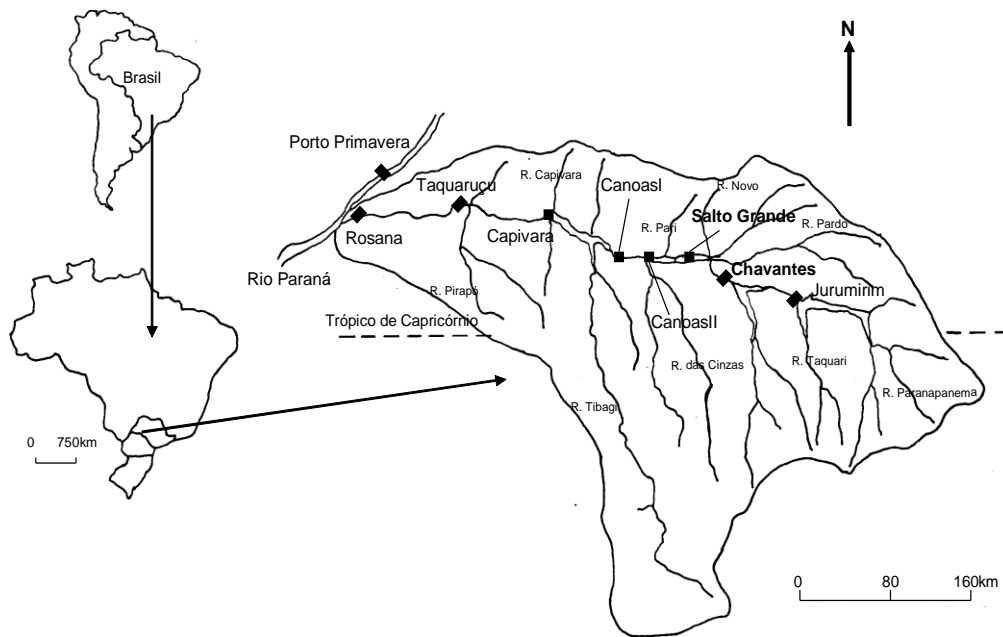 N
Brasil
Porto Primavera
Taquaruçu
R. Capivara
CanoasI
R. Novo
R. Pari
Salto Grande
R. Pardo
Rosana
Capivara
Rio Paraná
Chavantes
R. Pirapó
Jurumirim
Trópico de Capricórnio
CanoasII
R. das Cinzas
R. Taquari
R. Tibagi
R. Paranapanema
0 750km
0 80 160km